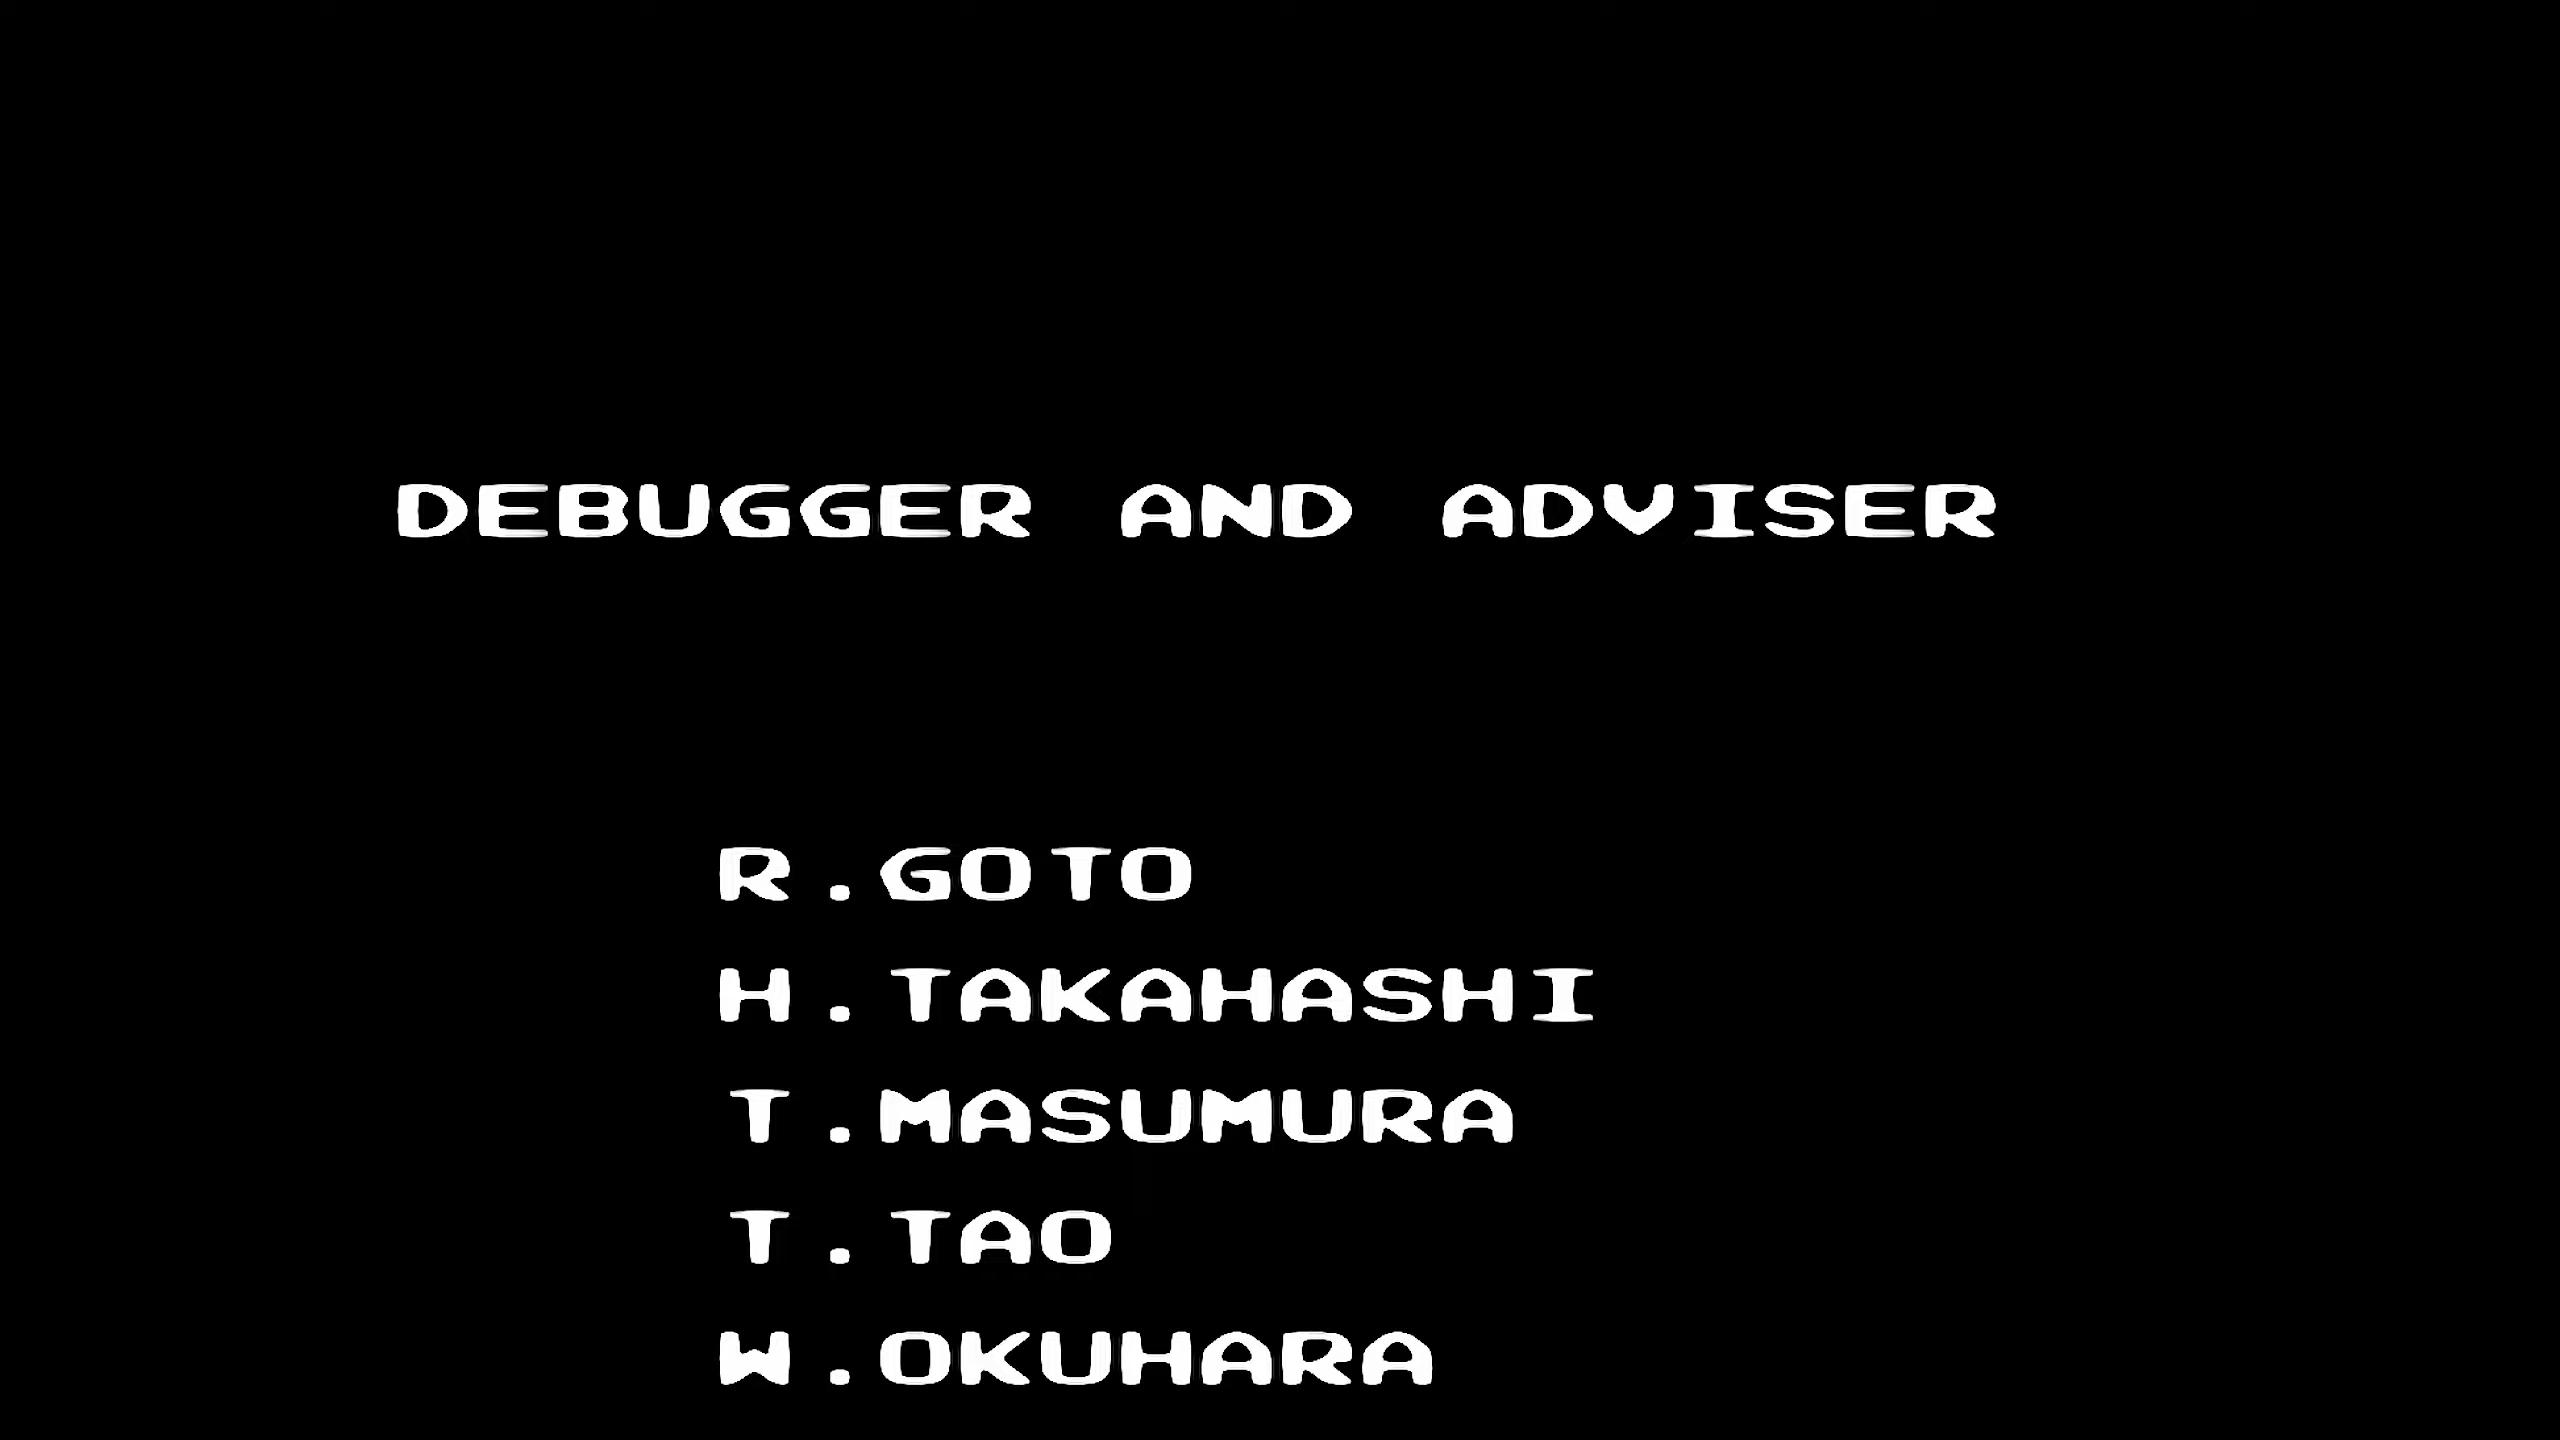 DEBUGGER AND ADVISER
R.GOTO
H.TAKAHASHI
T.MASUMURA
T.TAO
W.OKUHARA